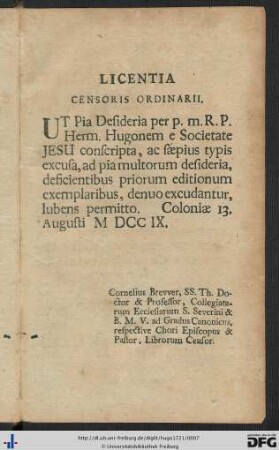 LICENTIA
CENSORIS ORDINARII.
UT Pia Desideria per p. m. R. P.
Herm. Hugonem e Societate
JESU conscripta, ac sæpius typis
excusa, ad pia multorum desideria,
deficientibus priorum editionum
exemplaribus, denuo excudantur,
lubens permitto. Coloniæ 13.
Augusti M DCC IX.
Cornelius Brevver, SS. Th. Do-
ctor & Professor, Collegiata-
rum Ecclesiarum S. Severini &
B. M. V. ad Gradus Canonicus,
respective Chori Episcopus &
Pastor, Librorum Censor.
http://dl.ub.uni-freiburg.de/diglit/hugo1721/0007
© Universitätsbibliothek Freiburg